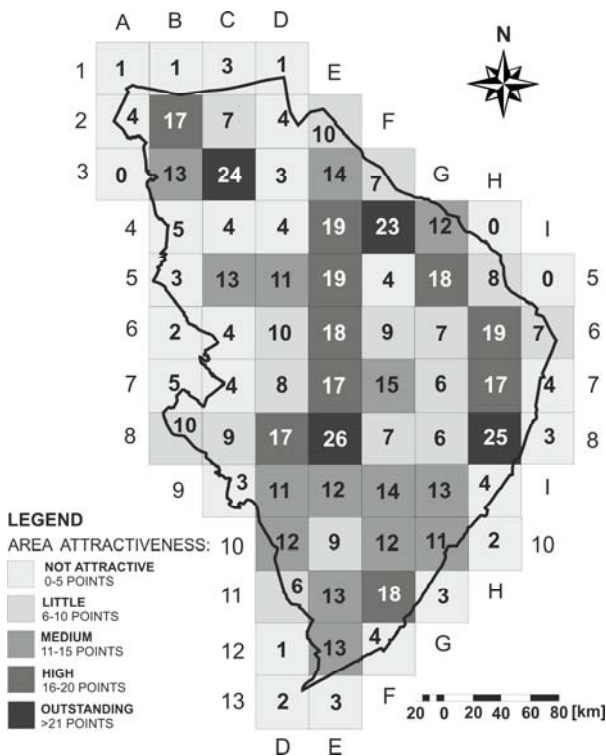 A B C D
1 1 1 3 1 E N
2 4 17 7 4 10 F
3 0 13 24 3 14 7 G H
4 5 4 4 19 23 12 0 I
5 3 13 11 19 4 18 8 0 5
6 2 4 10 18 9 7 19 7 6
7 5 4 8 17 15 6 17 4 7
8 10 9 17 26 7 6 25 3 8
9 3 11 12 14 13 4 I
10 12 9 12 11 2 10
11 6 13 18 3 H
12 1 13 4 G
13 2 3 F
D E
LEGEND
AREA ATTRACTIVENESS:
NOT ATTRACTIVE
0-5 POINTS
LITTLE
6-10 POINTS
MEDIUM
11-15 POINTS
HIGH
16-20 POINTS
OUTSTANDING
>21 POINTS
20 0 20 40 60 80 [km]